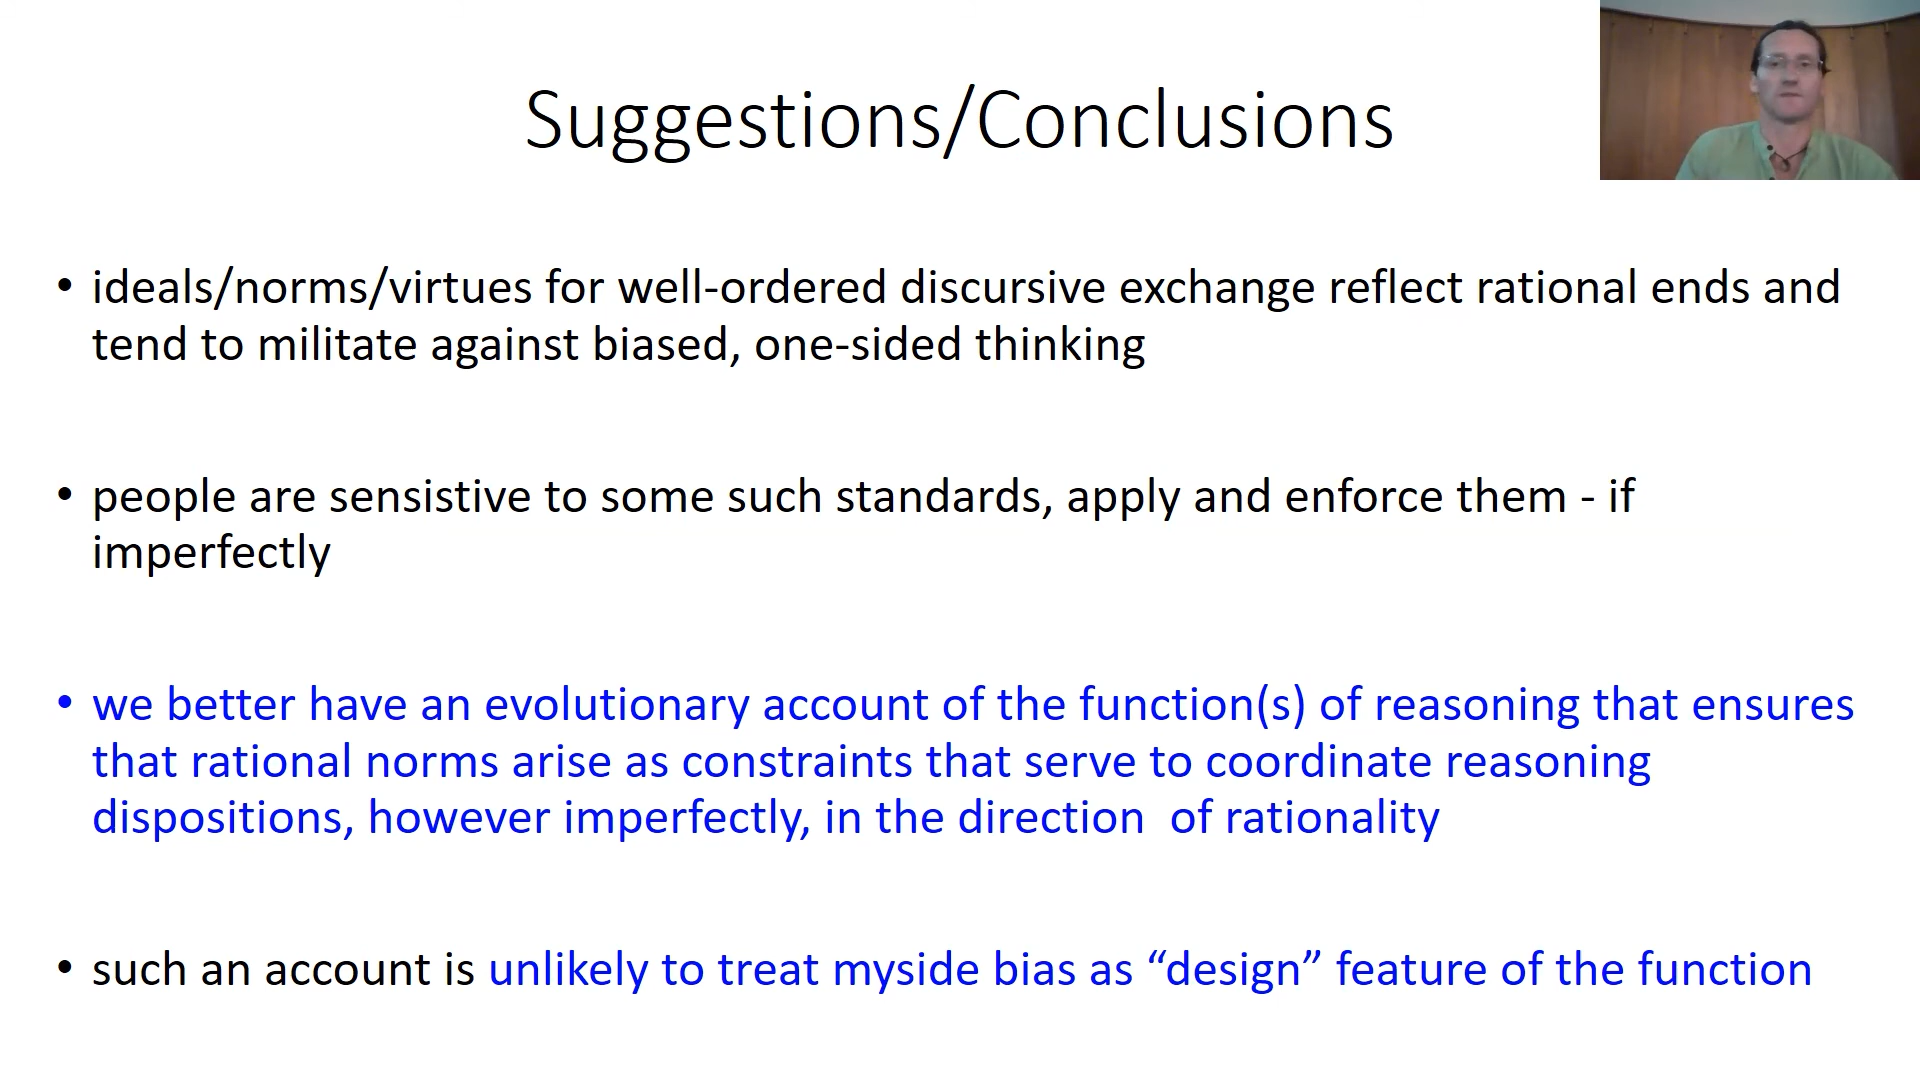 Suggestions/Conclusions
• ideals/norms/virtues for well-ordered discursive exchange reflect rational ends and
tend to militate against biased, one-sided thinking
• people are sensistive to some such standards, apply and enforce them - if
imperfectly
• we better have an evolutionary account of the function(s) of reasoning that ensures
that rational norms arise as constraints that serve to coordinate reasoning
dispositions, however imperfectly, in the direction  of rationality
• such an account is unlikely to treat myside bias as “design” feature of the function